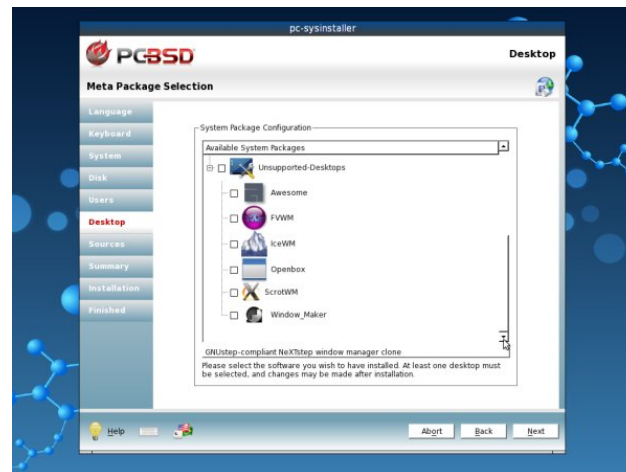 pc-sysinstaller
PCBSD
Desktop
Meta Package Selection
Language
Keyboard
System
Disk
Users
Desktop
Sources
Summary
Installation
Finished
System Package Configuration
Available System Packages
Unsupported-Desktops
Awesome
FVWM
IceWM
Openbox
ScrotWM
Window_Maker
GNUstep-compliant NeXTstep window manager clone
Please select the software you wish to have installed. At least one desktop must
be selected, and changes may be made after installation.
Help
Abort
Back
Next